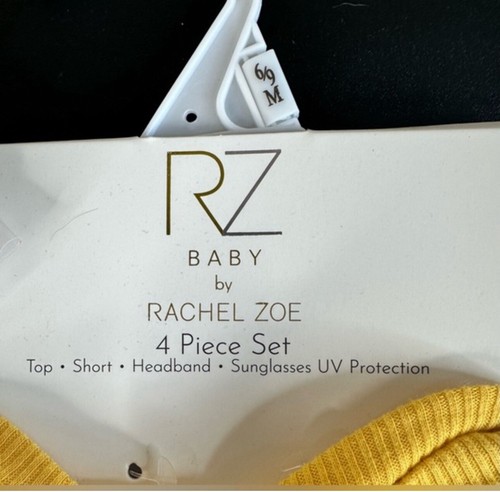 6/9
M
RZ
BABY
by
RACHEL ZOE
4 Piece Set
Top • Short • Headband • Sunglasses UV Protection